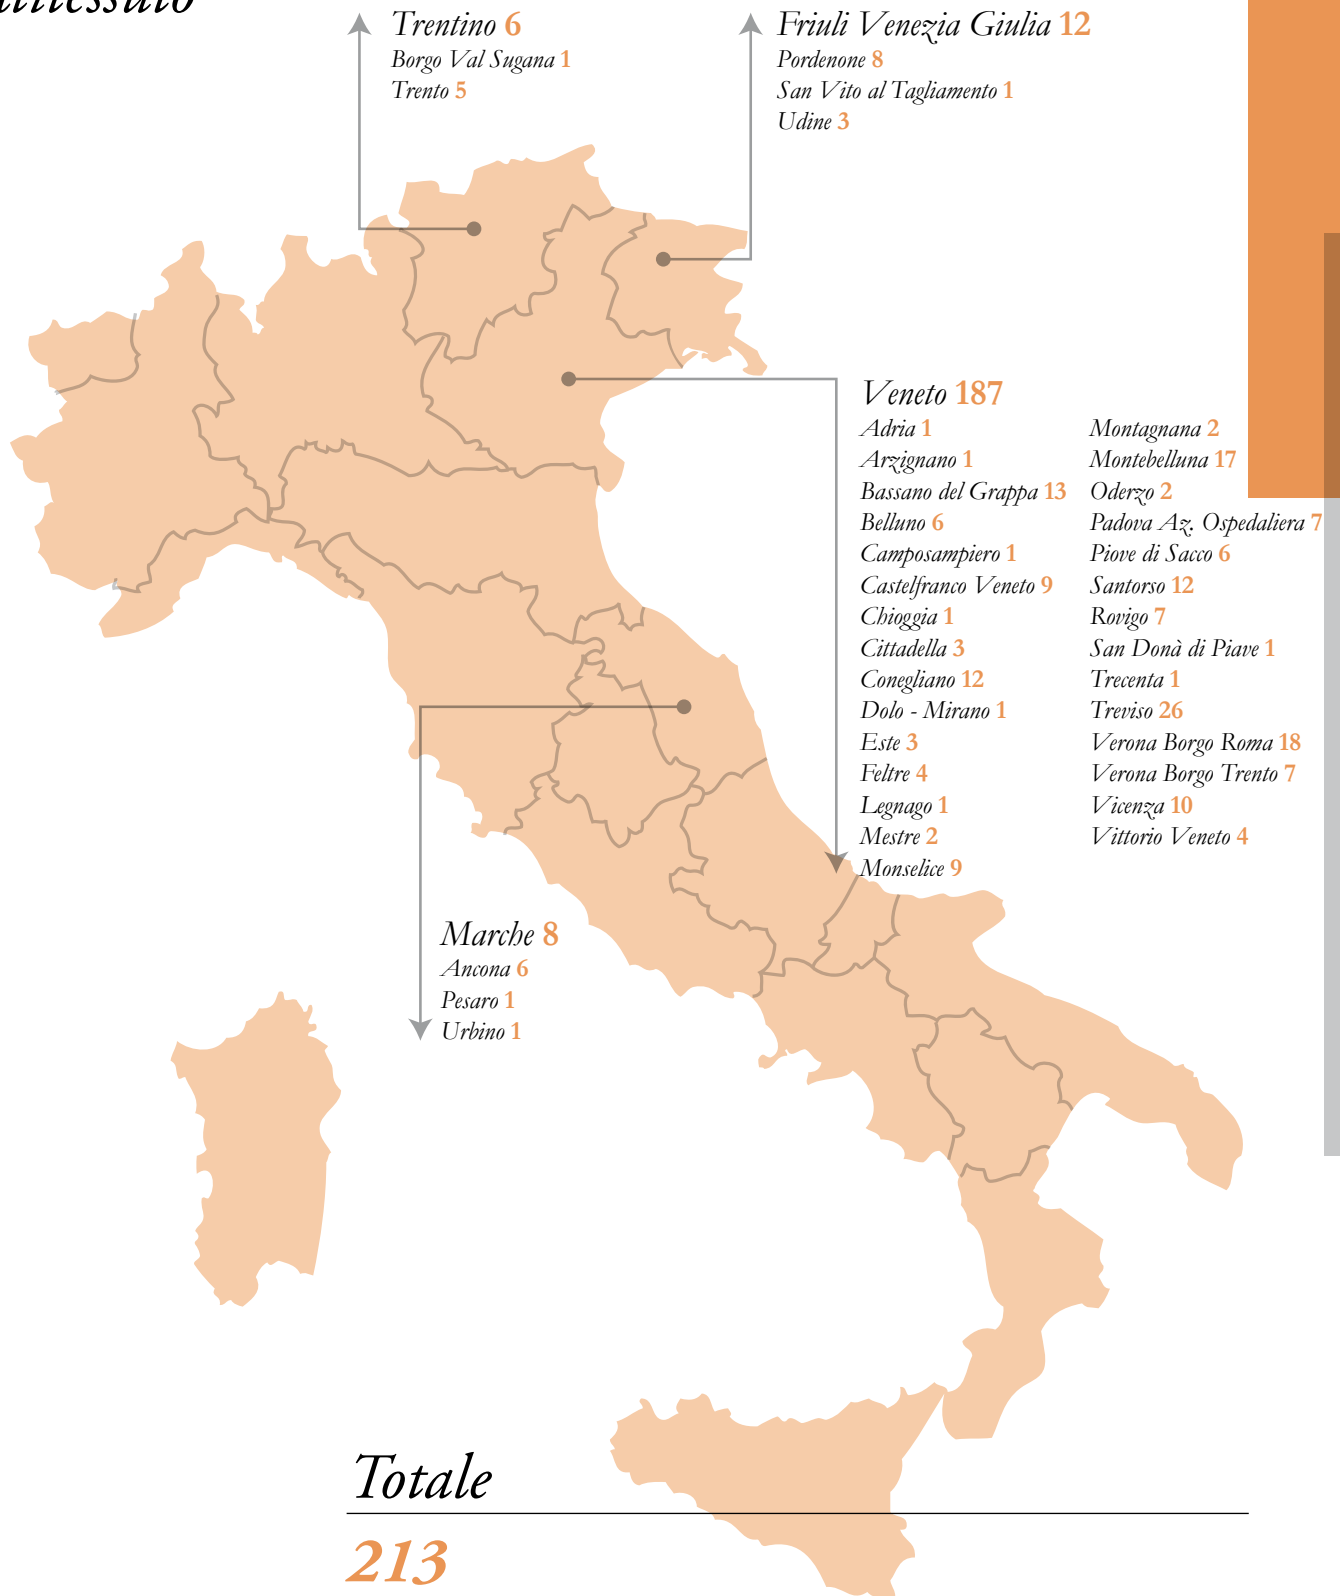 Trentino 6
Borgo Val Sugana 1
Trento 5
Friuli Venezia Giulia 12
Pordenone 8
San Vito al Tagliamento 1
Udine 3
Veneto 187
Adria 1
Arzignano 1
Bassano del Grappa 13
Belluno 6
Camposampiero 1
Castelfranco Veneto 9
Chioggia 1
Cittadella 3
Conegliano 12
Dolo - Mirano 1
Este 3
Feltre 4
Legnago 1
Mestre 2
Monselice 9
Montagnana 2
Montebelluna 17
Oderzo 2
Padova Az. Ospedaliera 7
Piove di Sacco 6
Santorso 12
Rovigo 7
San Donà di Piave 1
Trecenta 1
Treviso 26
Verona Borgo Roma 18
Verona Borgo Trento 7
Vicenza 10
Vittorio Veneto 4
Marche 8
Ancona 6
Pesaro 1
Urbino 1
Totale
213